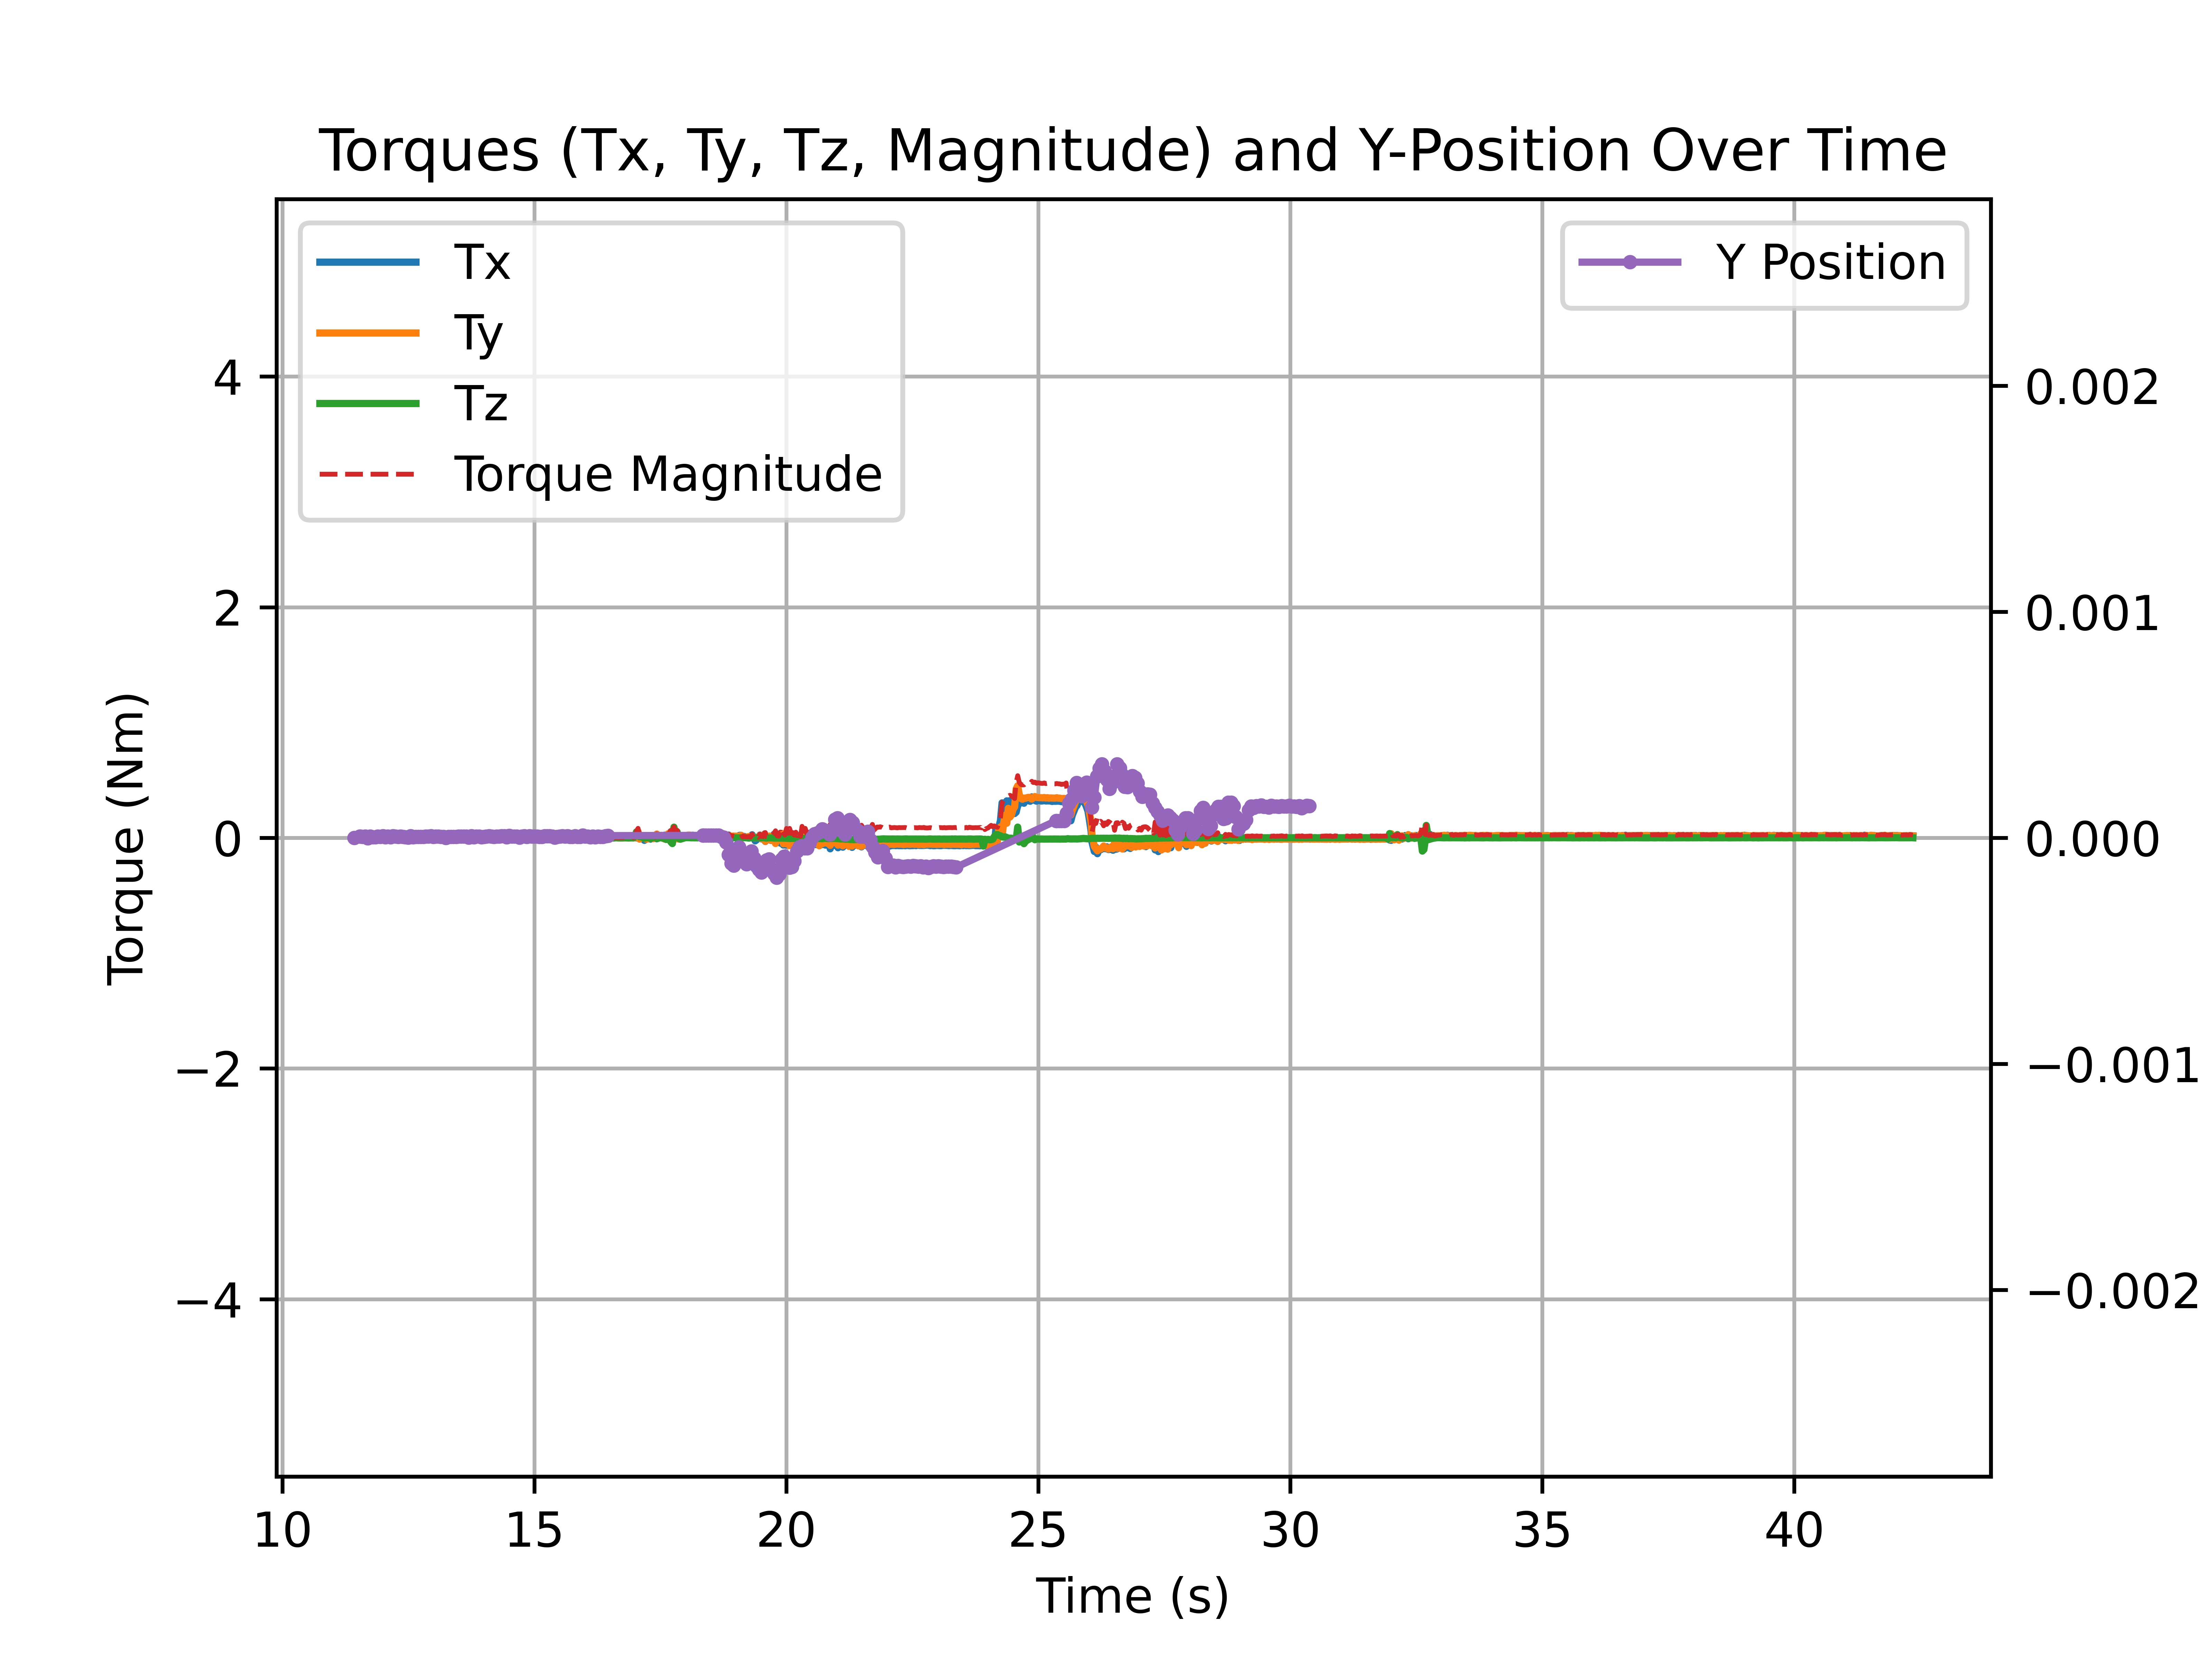 Torques (Tx, Ty, Tz, Magnitude) and Y-Position Over Time
Tx
Ty
Tz
Torque Magnitude
Y Position
Torque (Nm)
4
2
0
−2
−4
0.002
0.001
0.000
−0.001
−0.002
10 15 20 25 30 35 40
Time (s)